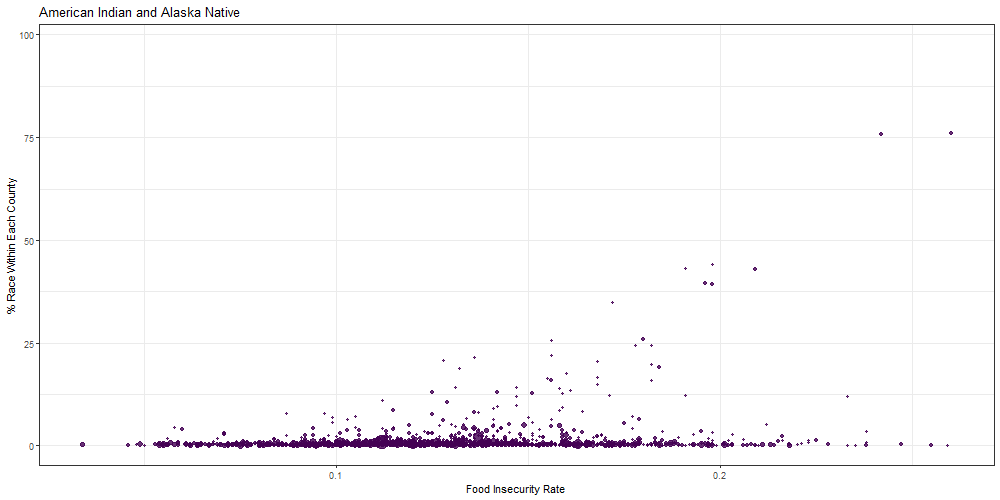 American Indian and Alaska Native
100
75
50
25
0
% Race Within Each County
0.1
0.2
Food Insecurity Rate